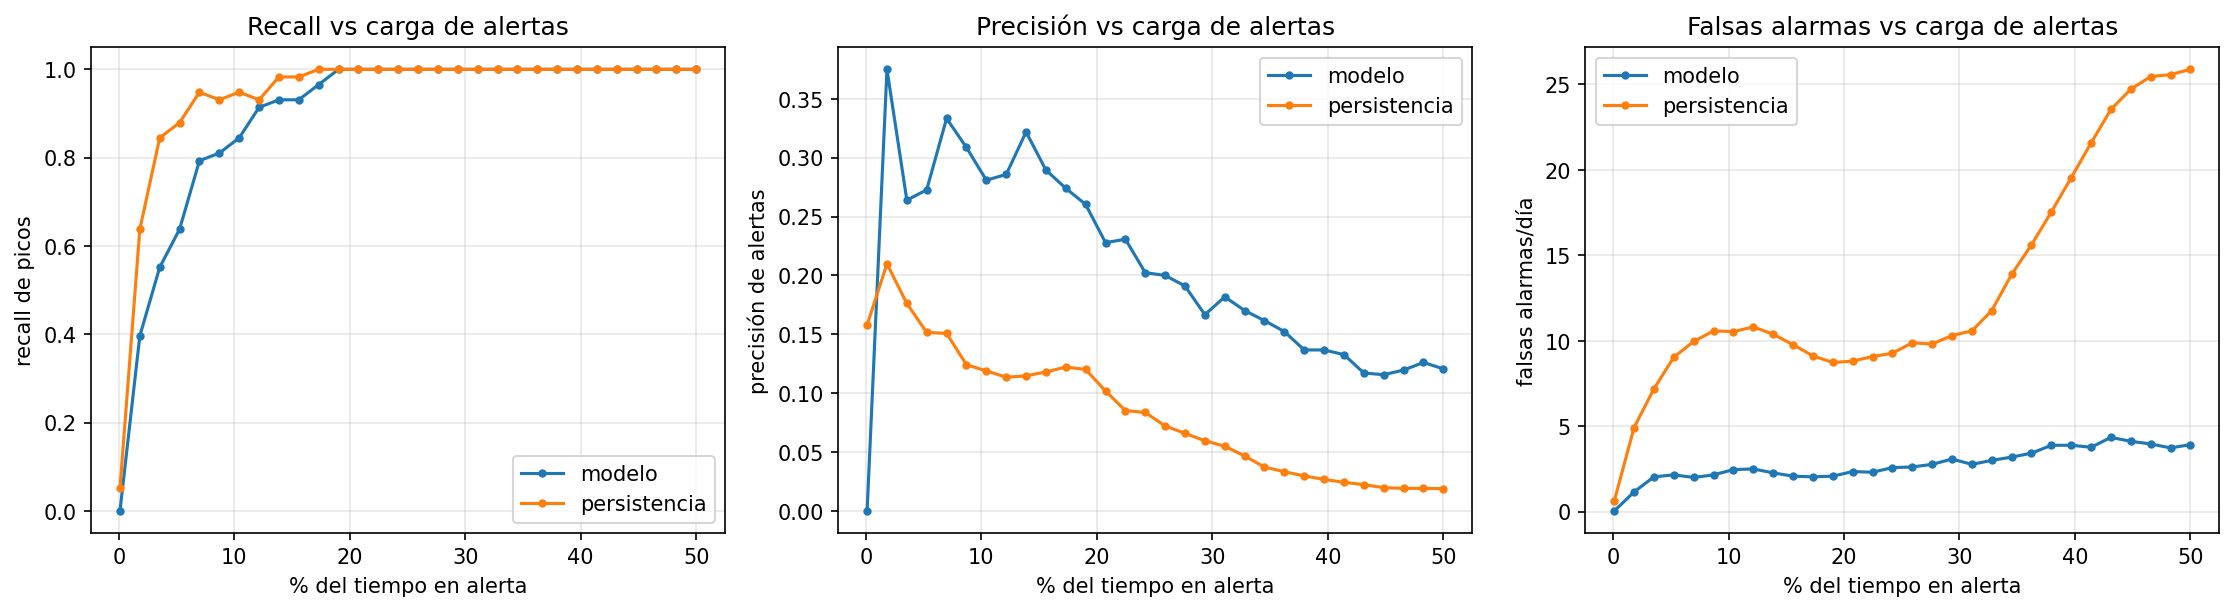 Recall vs carga de alertas
recall de picos
1.0
0.8
0.6
0.4
0.2
0.0
modelo
persistencia
0 10 20 30 40 50
% del tiempo en alerta
Precisión vs carga de alertas
precisión de alertas
0.35
0.30
0.25
0.20
0.15
0.10
0.05
0.00
modelo
persistencia
0 10 20 30 40 50
% del tiempo en alerta
Falsas alarmas vs carga de alertas
falsas alarmas/día
25
20
15
10
5
0
modelo
persistencia
0 10 20 30 40 50
% del tiempo en alerta